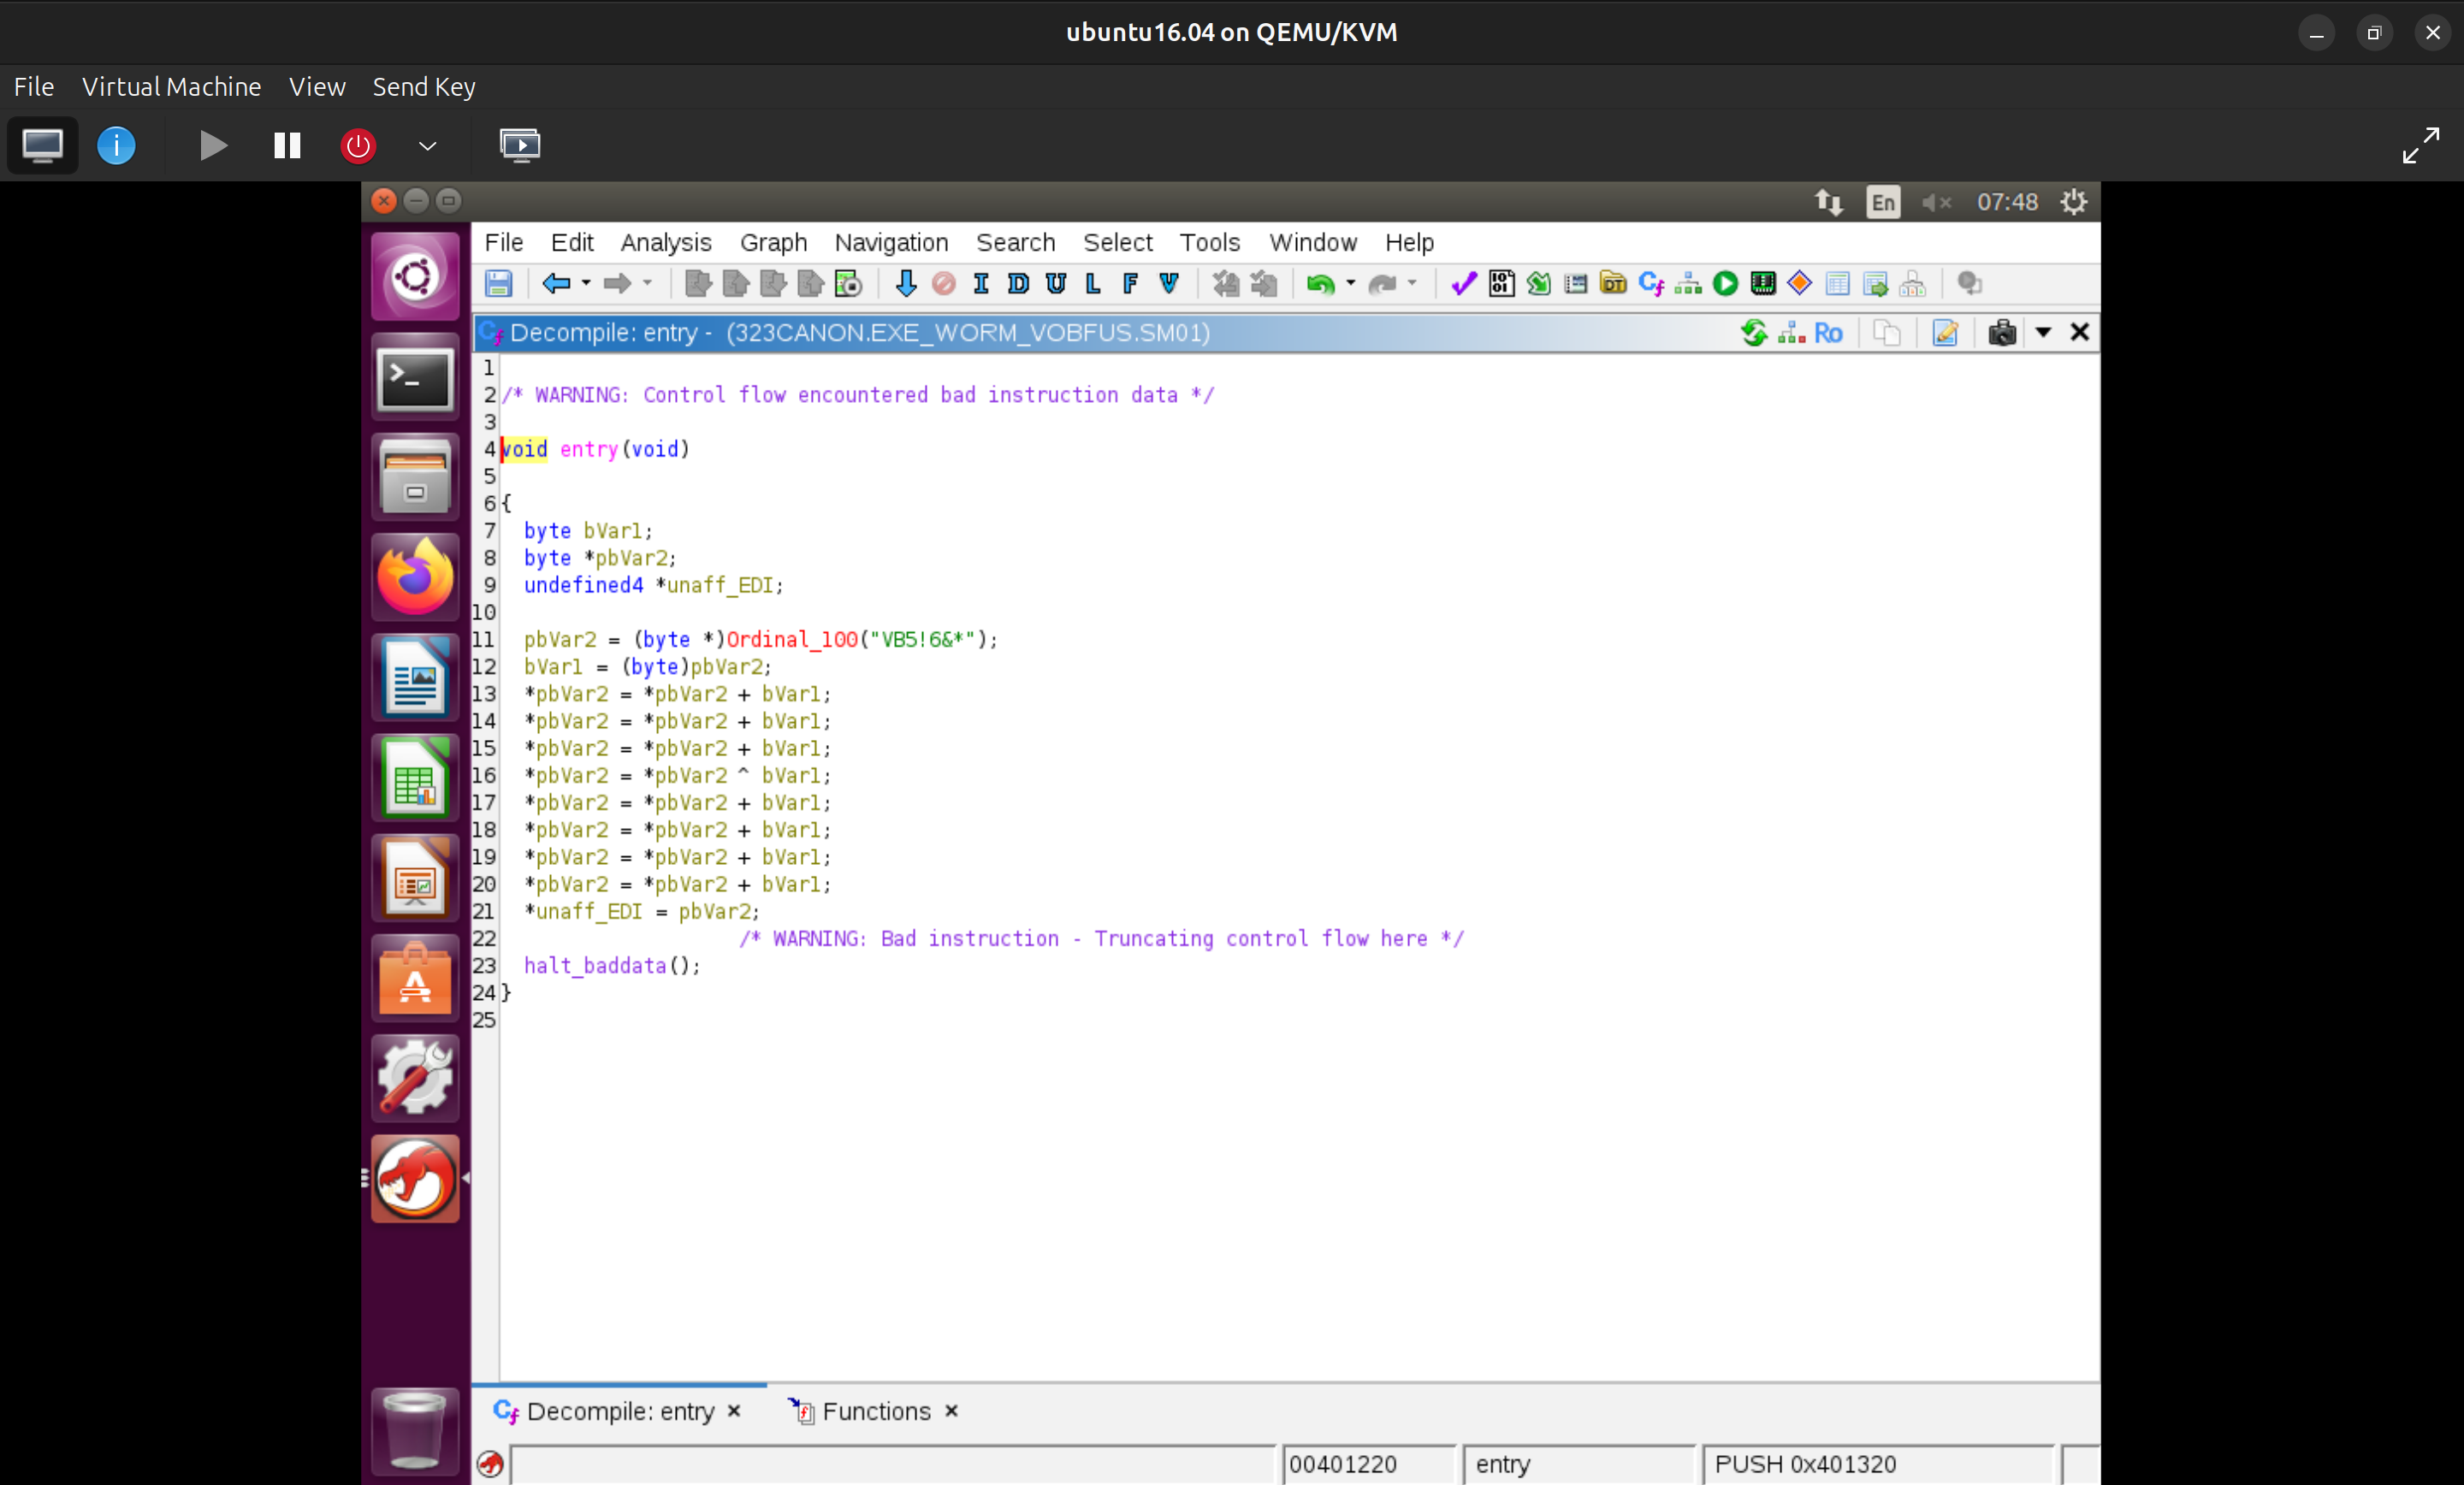 ubuntu16.04 on QEMU/KVM
File Virtual Machine View Send Key
En 07:48
File Edit Analysis Graph Navigation Search Select Tools Window Help
I D U L F V
Decompile: entry - (323CANON.EXE_WORM_VOBFUS.SM01)
Ro
1
2 /* WARNING: Control flow encountered bad instruction data */
3
4 void entry(void)
5
6 {
7 byte bVar1;
8 byte *pbVar2;
9 undefined4 *unaff_EDI;
10
11 pbVar2 = (byte *)Ordinal_100("VB5!6&*");
12 bVar1 = (byte)pbVar2;
13 *pbVar2 = *pbVar2 + bVar1;
14 *pbVar2 = *pbVar2 + bVar1;
15 *pbVar2 = *pbVar2 + bVar1;
16 *pbVar2 = *pbVar2 ^ bVar1;
17 *pbVar2 = *pbVar2 + bVar1;
18 *pbVar2 = *pbVar2 + bVar1;
19 *pbVar2 = *pbVar2 + bVar1;
20 *pbVar2 = *pbVar2 + bVar1;
21 *unaff_EDI = pbVar2;
22 /* WARNING: Bad instruction - Truncating control flow here */
23 halt_baddata();
24 }
25
Decompile: entry × Functions ×
00401220 entry PUSH 0x401320